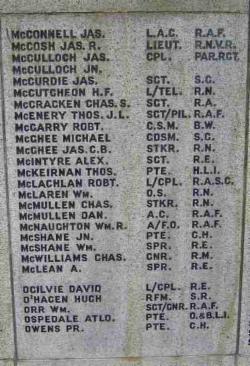 McCONNELL JAS. L.A.C. R.A.F.
McCOSH JAS. R. LIEUT. R.N.V.R.
McCULLOCH JAS. CPL. PAR.RGT.
McCULLOCH JN.
McCURDIE JAS. SGT. S.G.
McCUTCHEON H.F. L/TEL. R.N.
McCRACKEN CHAS. S. SGT. R.A.
McENERY THOS. J.L. SGT/PIL. R.A.F.
McGARRY ROBT. C.S.M. B.W.
McGHEE MICHAEL GDSM. S.G.
McGHEE JAS. C.B. STKR. R.N.
McINTYRE ALEX. SGT. R.E.
McKEIRNAN THOS. PTE. H.L.I.
McLACHLAN ROBT. L/CPL. R.A.S.C.
McLAREN WM. O.S. R.N.
McMULLEN CHAS. STKR. R.N.
McMULLEN DAN. A.C. R.A.F.
McNAUGHTON WM. R. A/F.O. R.A.F.
McSHANE JN. PTE. G.H.
McSHANE WM. SPR. R.E.
McWILLIAMS CHAS. GNR. R.M.
McLEAN A. SPR. R.E.
OGILVIE DAVID L/CPL. R.E.
O'HAGEN HUGH RFM. S.R.
ORR WM. SGT/GNR. R.A.F.
OSPEDALE ATLO. PTE. O.&B.L.I.
OWENS PR. PTE. G.H.